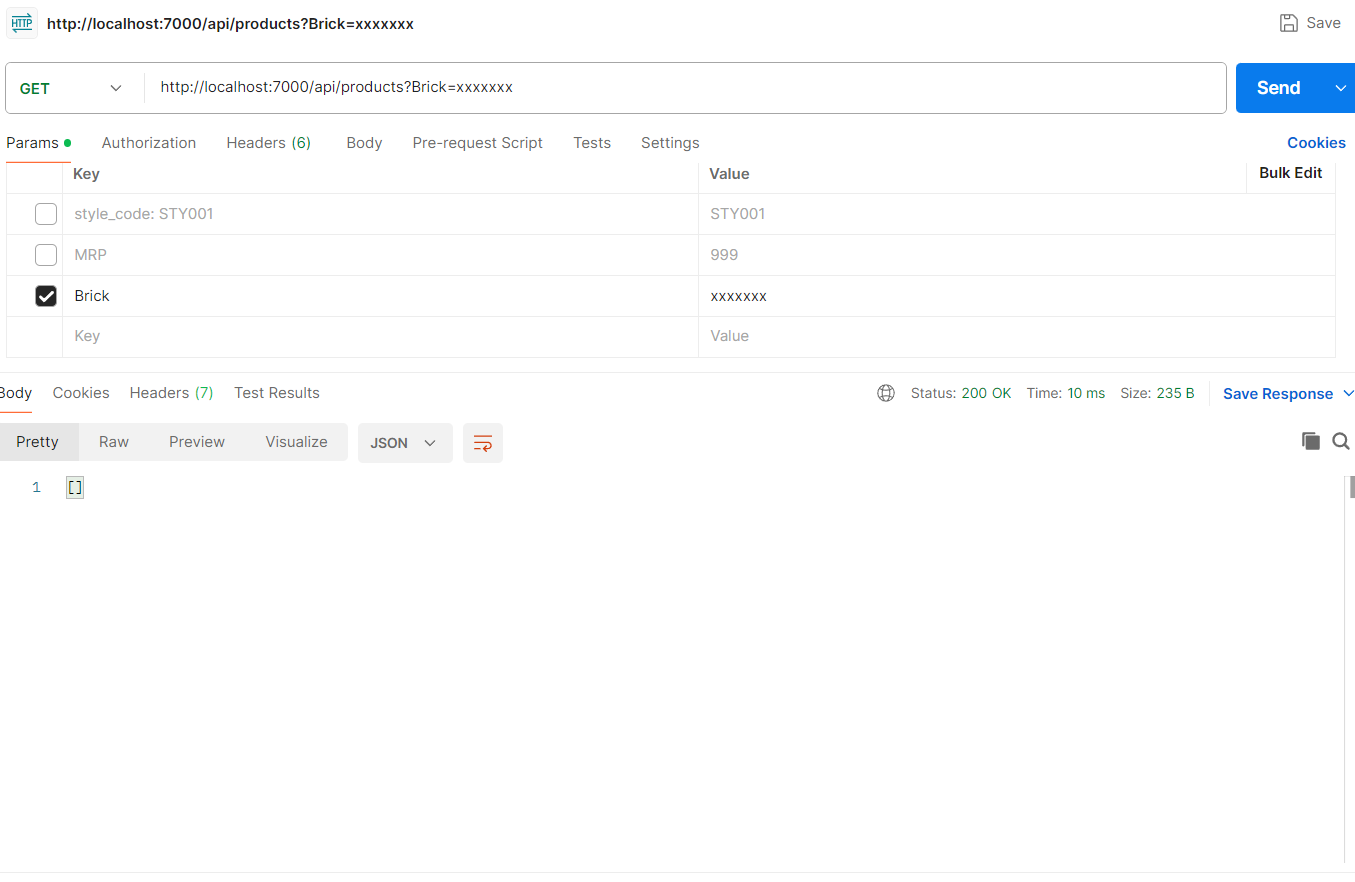 HTTP http://localhost:7000/api/products?Brick=xxxxxxx Save
GET http://localhost:7000/api/products?Brick=xxxxxxx Send
Params Authorization Headers (6) Body Pre-request Script Tests Settings Cookies
Key Value Bulk Edit
style_code: STY001 STY001
MRP 999
Brick xxxxxxx
Key Value
Body Cookies Headers (7) Test Results Status: 200 OK Time: 10 ms Size: 235 B Save Response
Pretty Raw Preview Visualize JSON
1 []